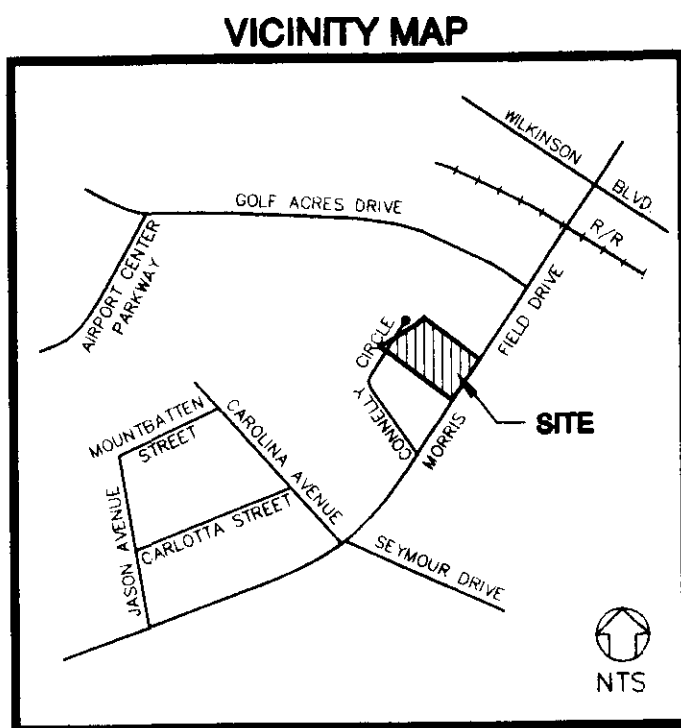 VICINITY MAP
WILKINSON
BLVD.
R/R
GOLF ACRES DRIVE
AIRPORT CENTER
PARKWAY
FIELD DRIVE
CIRCLE
CONNELLY
MORRIS
SITE
MOUNTBATTEN
STREET
CAROLINA AVENUE
CARLOTTA STREET
JASON AVENUE
SEYMOUR DRIVE
NTS